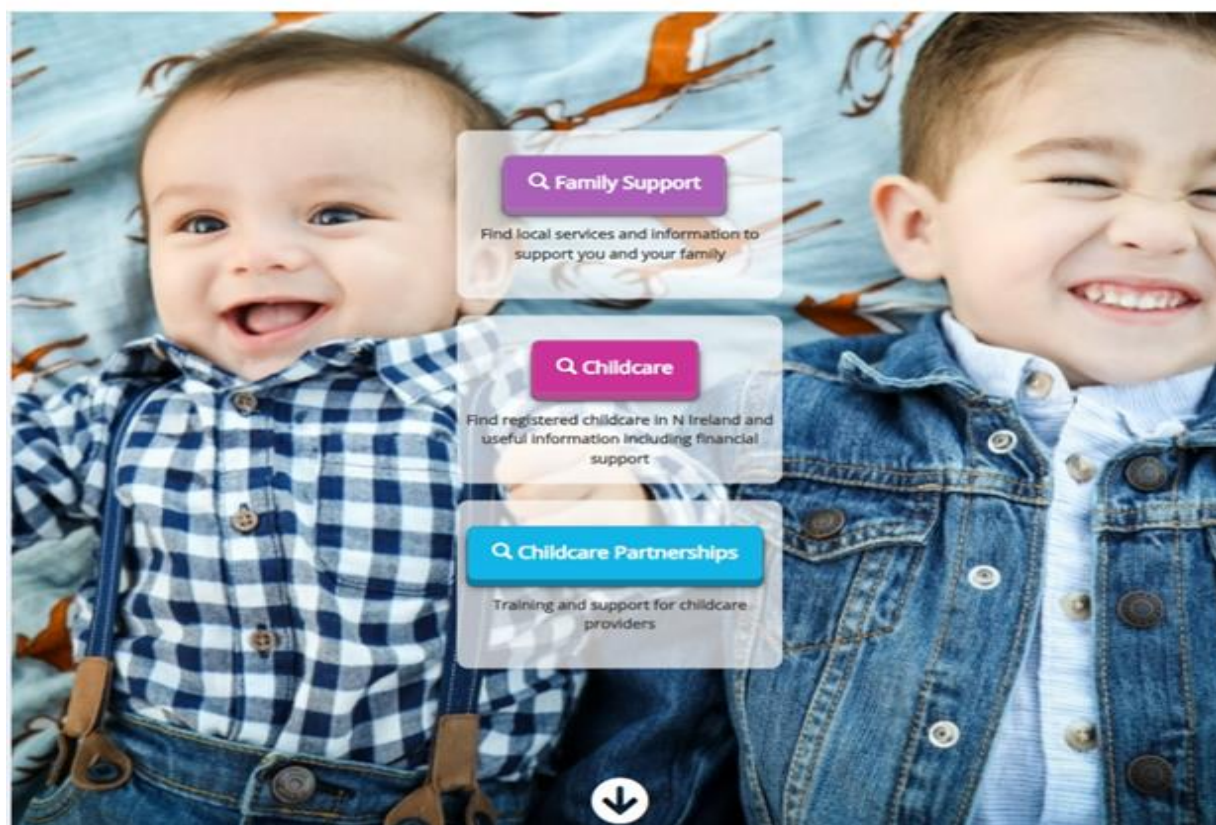 Family Support
Find local services and information to
support you and your family
Childcare
Find registered childcare in N Ireland and
useful information including financial
support
Childcare Partnerships
Training and support for childcare
providers